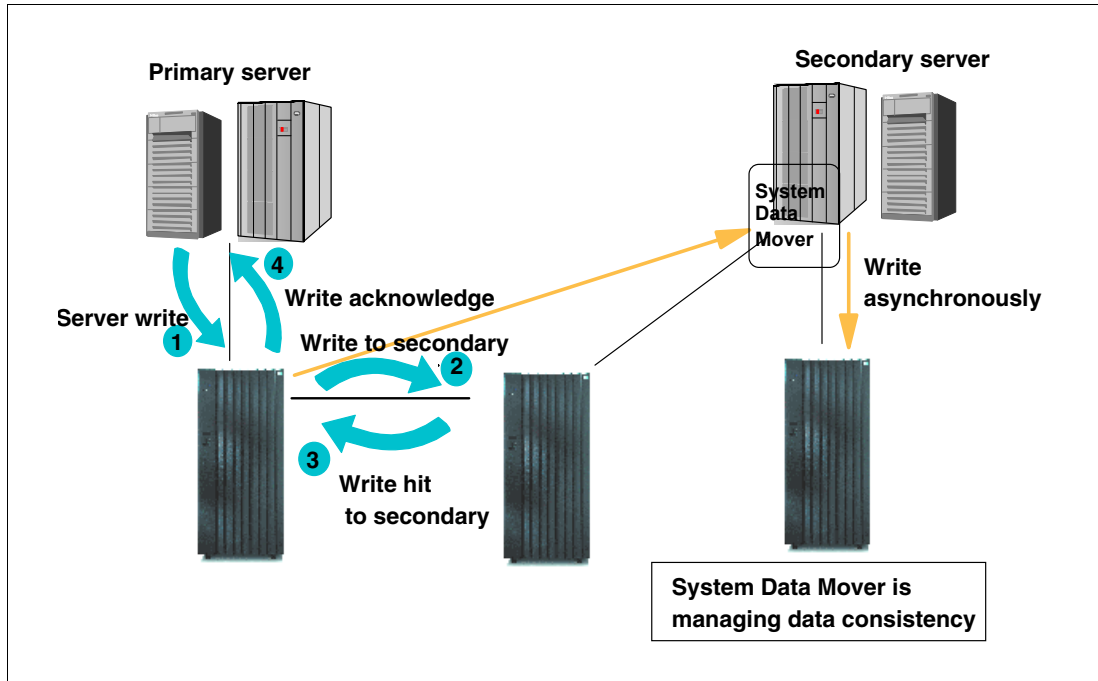 Primary server
Secondary server
System
Data
Mover
4
Write
asynchronously
Write acknowledge
Server write
1
Write to secondary
2
3
Write hit
to secondary
System Data Mover is
managing data consistency